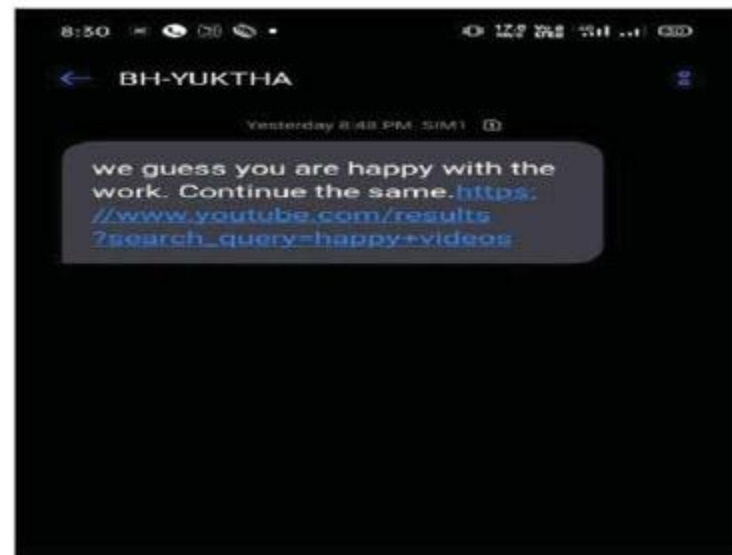 8:30
BH-YUKTHA
Yesterday 8:48 PM SIM1
we guess you are happy with the
work. Continue the same.https:
//www.youtube.com/results
?search_query=happy+videos